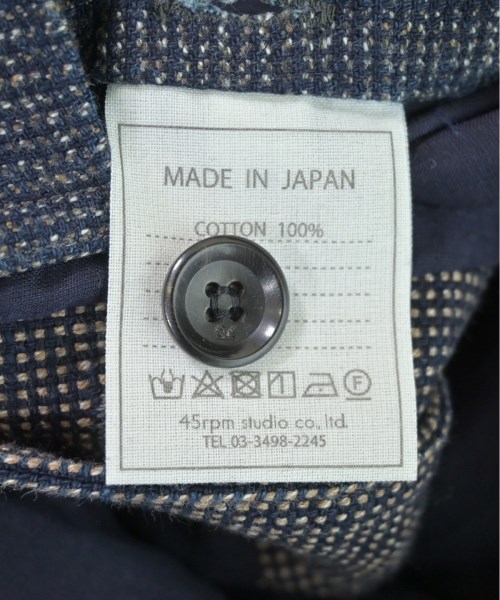 MADE IN JAPAN
COTTON 100%
45rpm studio co., ltd.
TEL.03-3498-2245